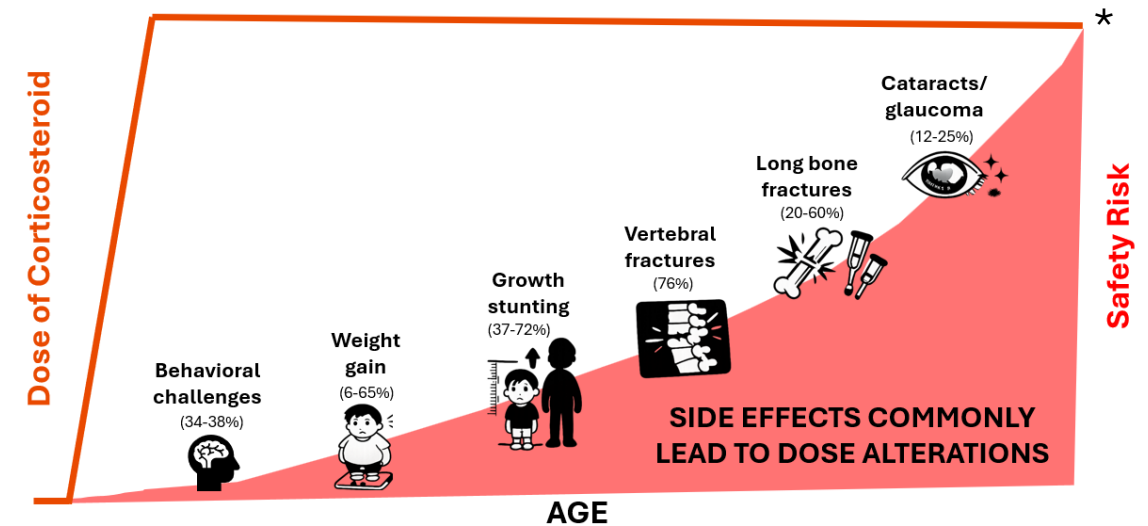 Dose of Corticosteroid
*
Cataracts/
glaucoma
(12-25%)
Long bone
fractures
(20-60%)
Vertebral
fractures
(76%)
Growth
stunting
(37-72%)
Weight
gain
(6-65%)
Behavioral
challenges
(34-38%)
Safety Risk
SIDE EFFECTS COMMONLY
LEAD TO DOSE ALTERATIONS
AGE